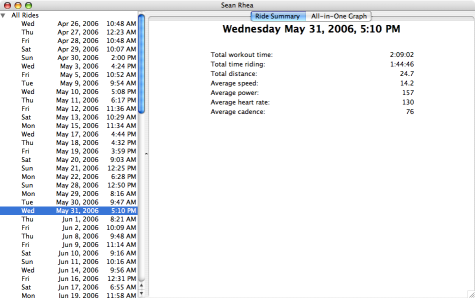 Sean Rhea
Ride Summary All-in-One Graph
All Rides
Wed Apr 26, 2006 10:48 AM
Thu Apr 27, 2006 12:23 AM
Fri Apr 28, 2006 10:48 AM
Sat Apr 29, 2006 10:07 AM
Sun Apr 30, 2006 2:00 PM
Wed May 3, 2006 4:24 PM
Fri May 5, 2006 10:52 AM
Tue May 9, 2006 9:54 AM
Wed May 10, 2006 5:08 PM
Thu May 11, 2006 6:17 PM
Fri May 12, 2006 11:36 AM
Sat May 13, 2006 10:29 AM
Mon May 15, 2006 11:34 AM
Wed May 17, 2006 4:44 PM
Thu May 18, 2006 4:32 PM
Fri May 19, 2006 3:59 PM
Sat May 20, 2006 9:03 AM
Sun May 21, 2006 12:25 PM
Mon May 22, 2006 6:28 PM
Sun May 28, 2006 12:50 PM
Mon May 29, 2006 8:16 AM
Tue May 30, 2006 9:47 AM
Wed May 31, 2006 5:10 PM
Thu Jun 1, 2006 8:21 AM
Fri Jun 2, 2006 10:09 AM
Thu Jun 8, 2006 9:48 AM
Fri Jun 9, 2006 11:14 AM
Sat Jun 10, 2006 9:16 AM
Sun Jun 11, 2006 10:16 AM
Wed Jun 14, 2006 9:56 AM
Fri Jun 16, 2006 12:31 PM
Sat Jun 17, 2006 6:55 AM
Mon Jun 19, 2006 11:58 AM
Wednesday May 31, 2006, 5:10 PM
Total workout time: 2:09:02
Total time riding: 1:44:46
Total distance: 24.7
Average speed: 14.2
Average power: 157
Average heart rate: 130
Average cadence: 76